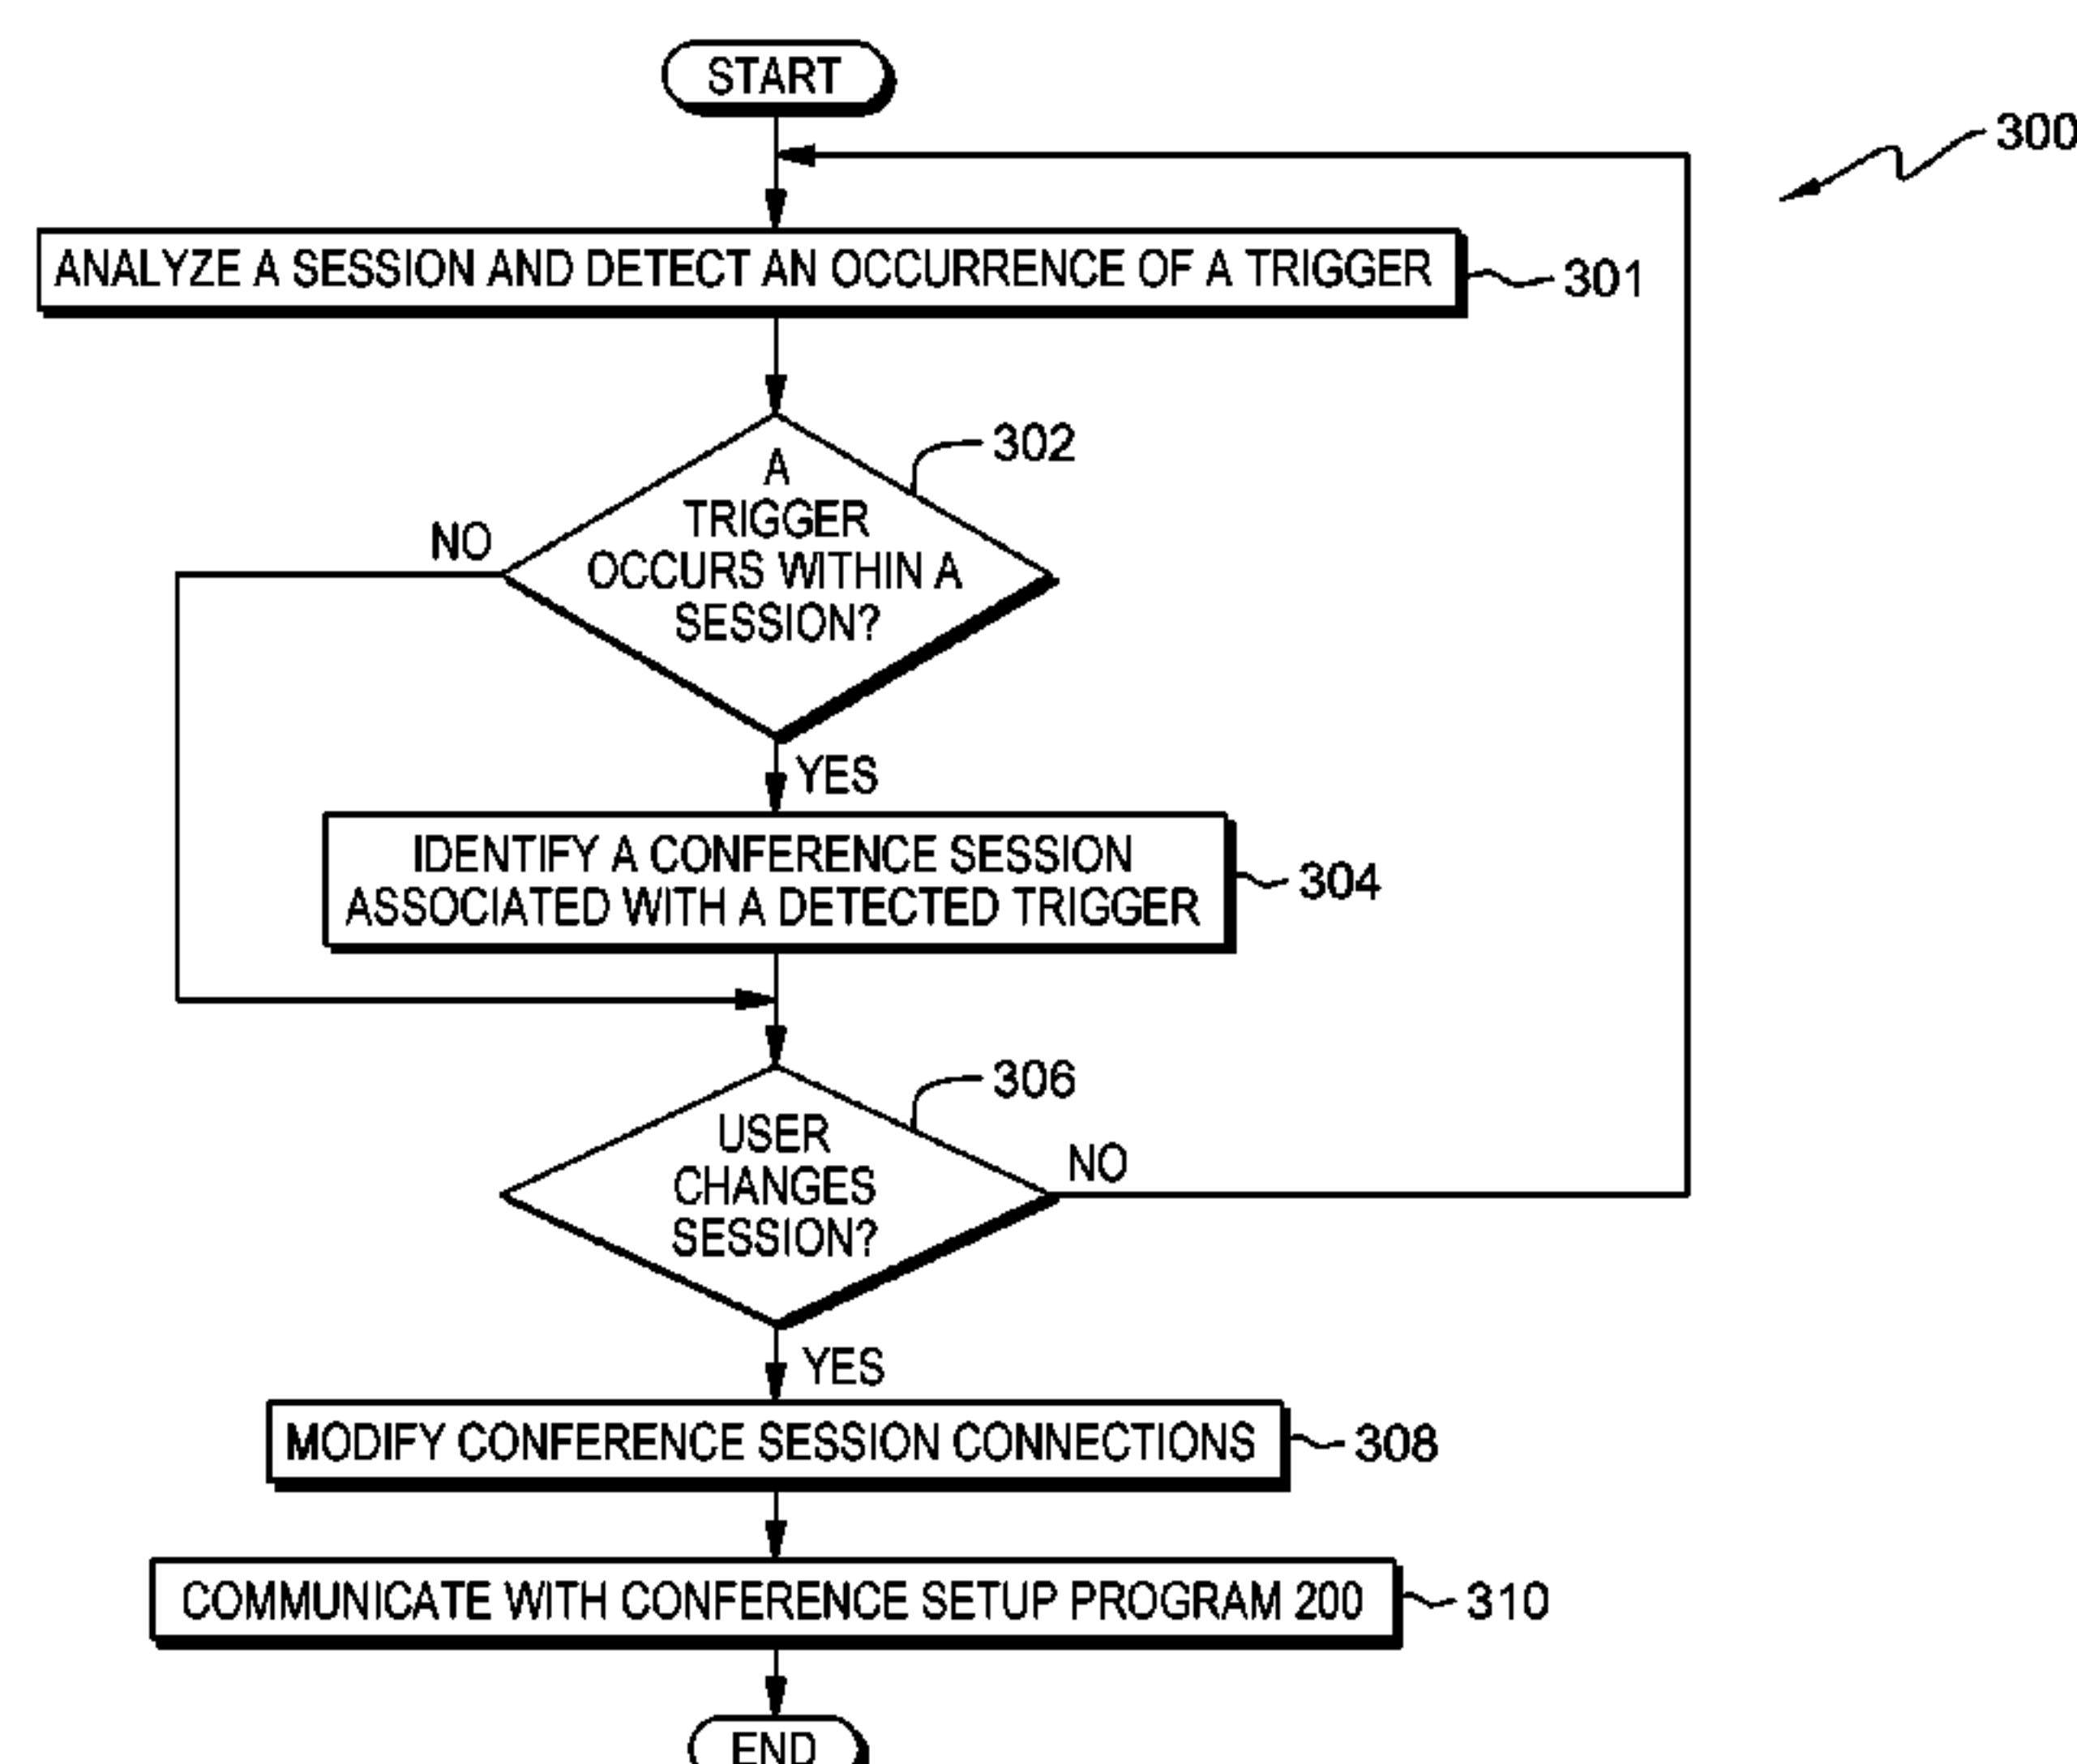 START
300
ANALYZE A SESSION AND DETECT AN OCCURRENCE OF A TRIGGER
301
302
A
TRIGGER
OCCURS WITHIN A
SESSION?
NO
YES
IDENTIFY A CONFERENCE SESSION
ASSOCIATED WITH A DETECTED TRIGGER
304
306
USER
CHANGES
SESSION?
NO
YES
MODIFY CONFERENCE SESSION CONNECTIONS
308
COMMUNICATE WITH CONFERENCE SETUP PROGRAM 200
310
END